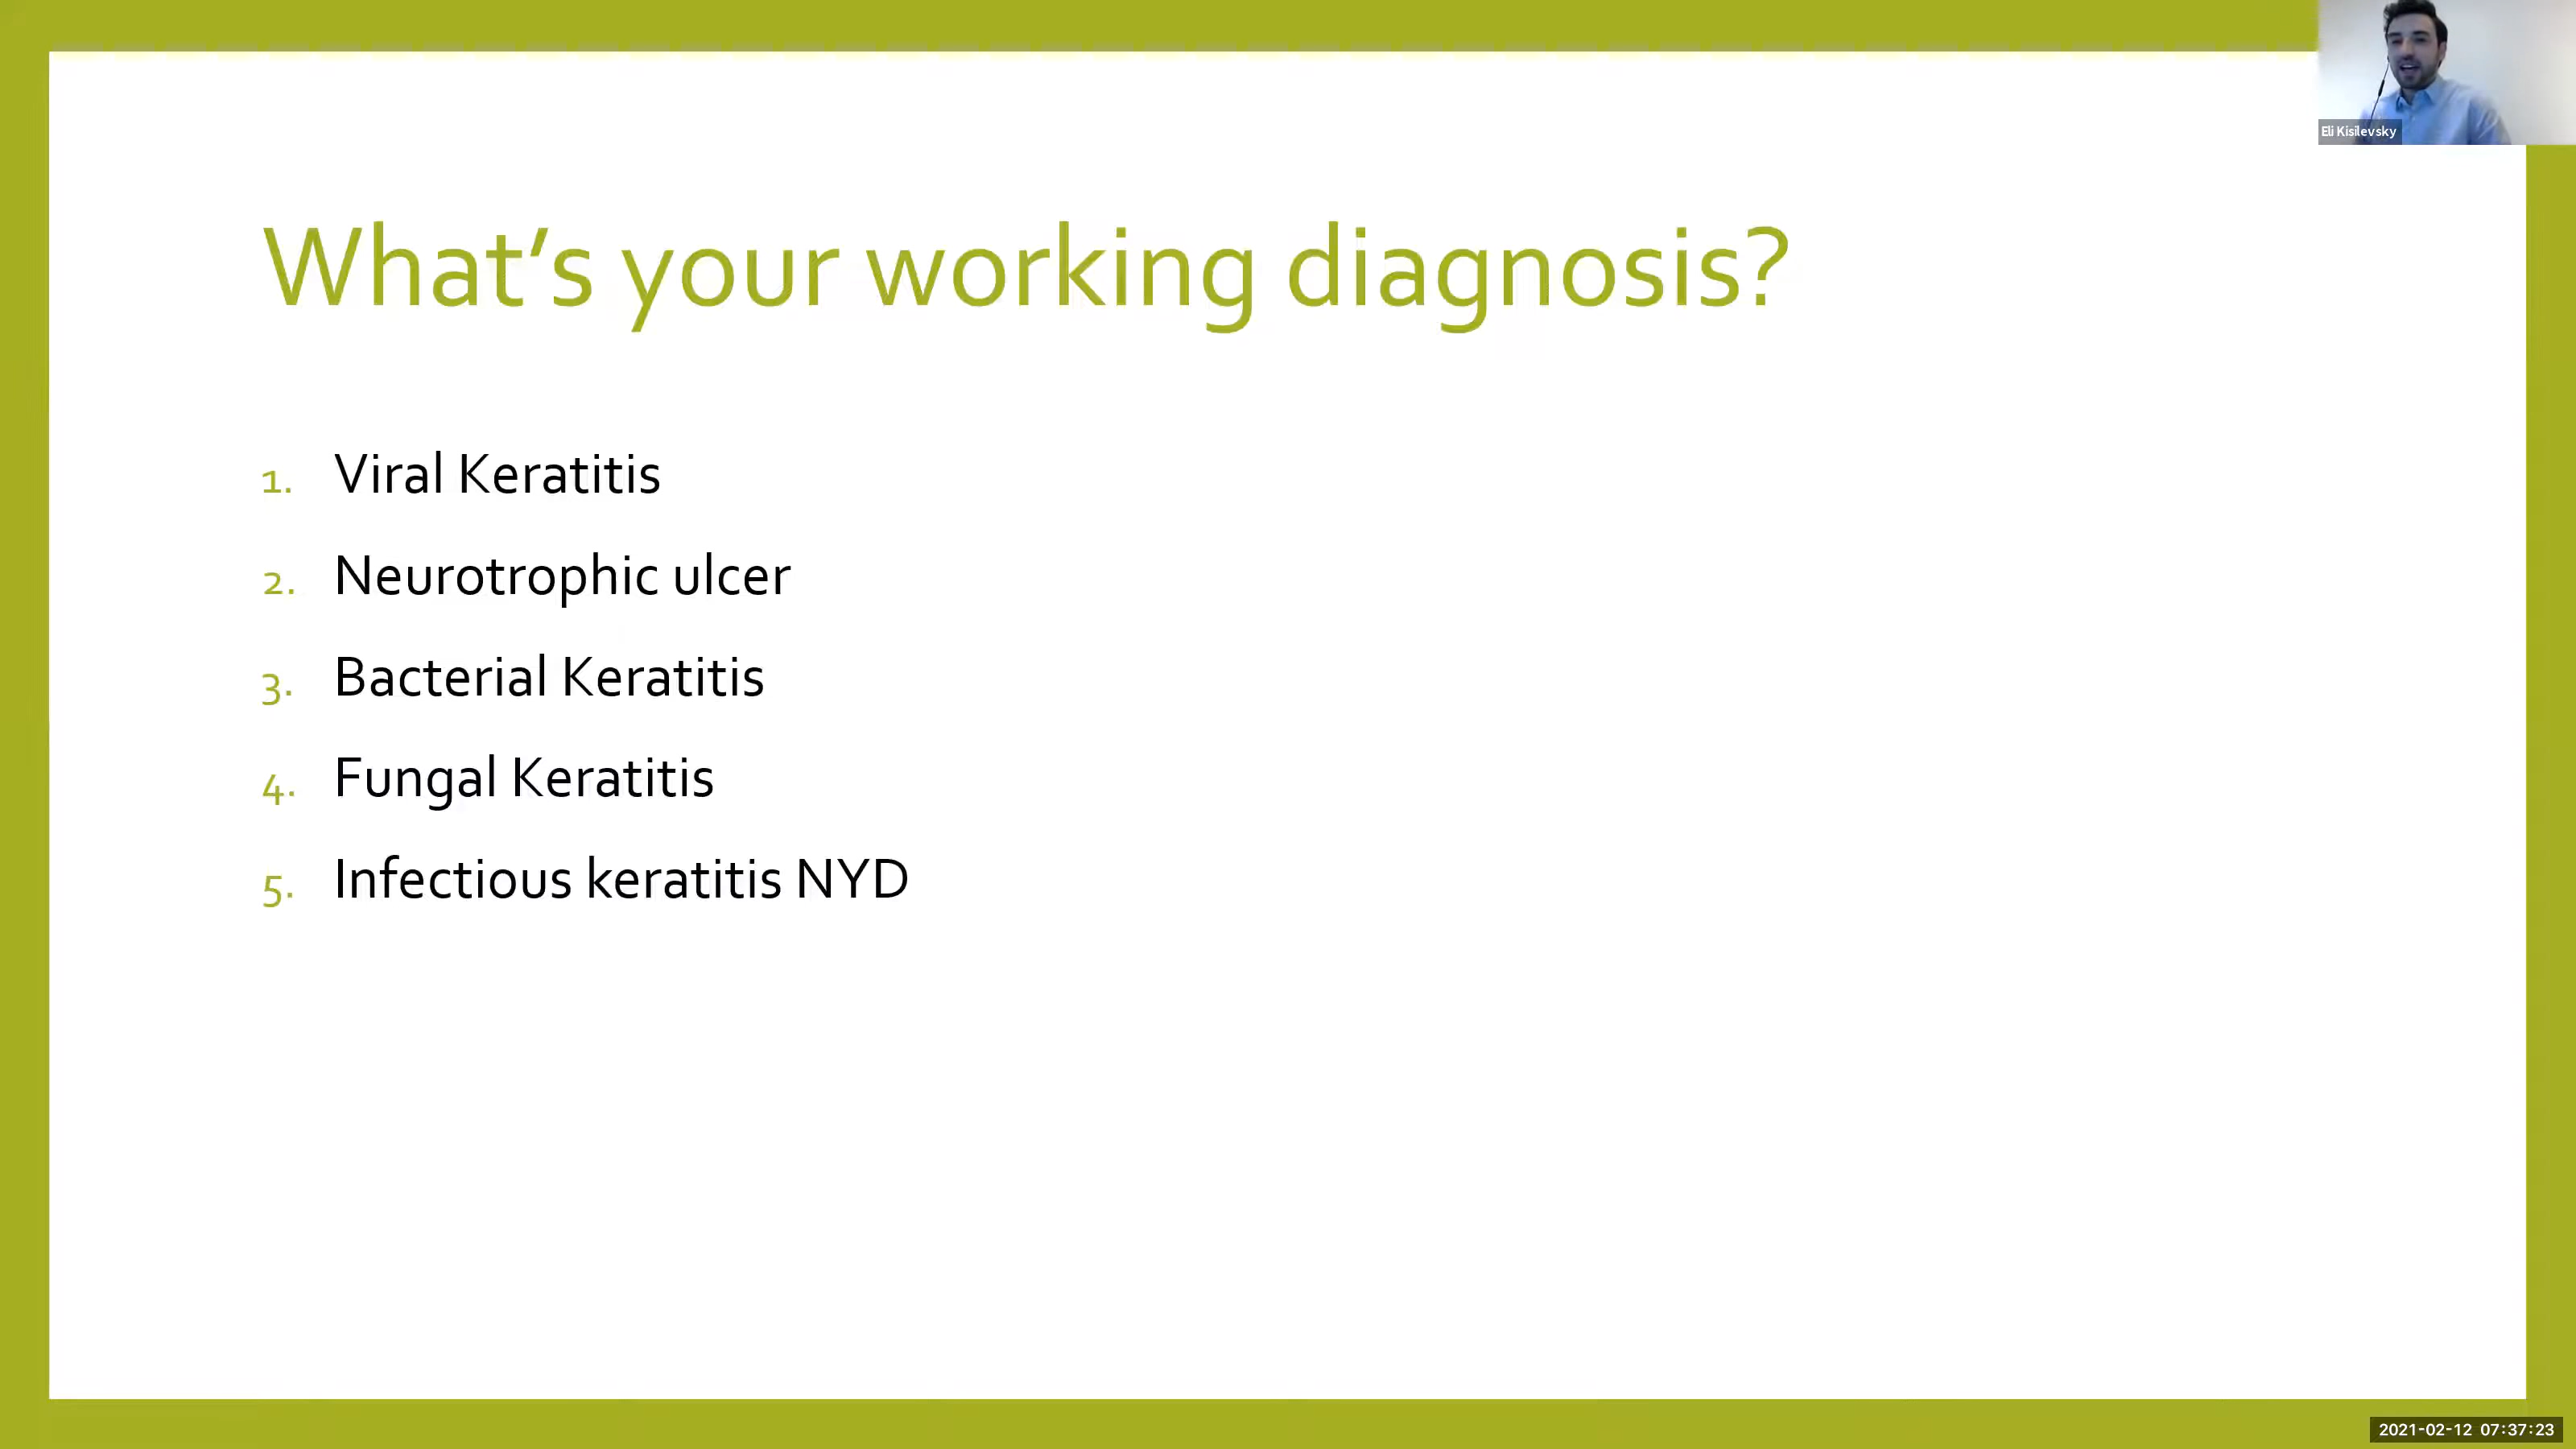 Eli Kisilevsky
What’s your working diagnosis?
1. Viral Keratitis
2. Neurotrophic ulcer
3. Bacterial Keratitis
4. Fungal Keratitis
5. Infectious keratitis NYD
2021-02-12 07:37:23